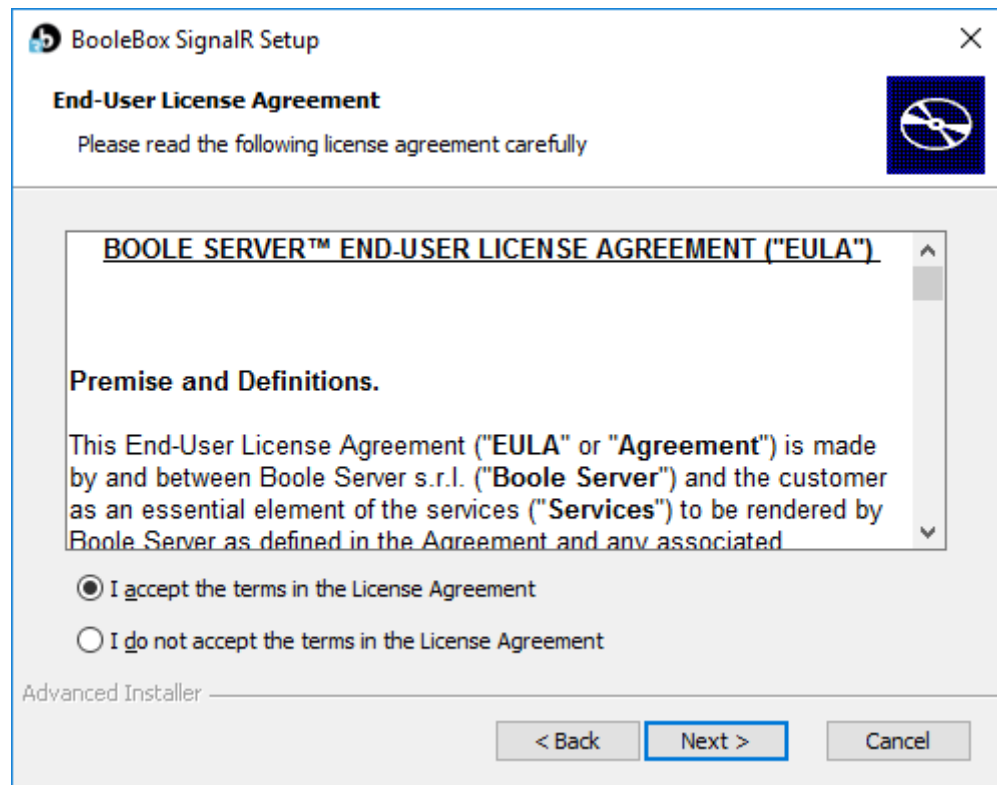 BooleBox SignalR Setup
End-User License Agreement
Please read the following license agreement carefully
BOOLE SERVER™ END-USER LICENSE AGREEMENT ("EULA")
Premise and Definitions.
This End-User License Agreement ("EULA" or "Agreement") is made
by and between Boole Server s.r.l. ("Boole Server") and the customer
as an essential element of the services ("Services") to be rendered by
Boole Server as defined in the Agreement and any associated
I accept the terms in the License Agreement
I do not accept the terms in the License Agreement
Advanced Installer
< Back Next > Cancel